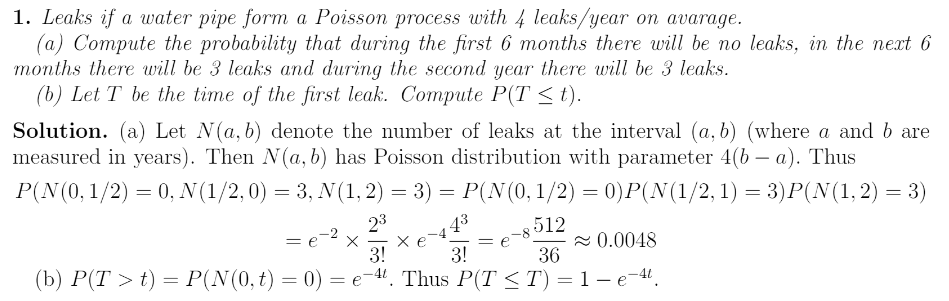 1. Leaks if a water pipe form a Poisson process with 4 leaks/year on avarage.
(a) Compute the probability that during the first 6 months there will be no leaks, in the next 6
months there will be 3 leaks and during the second year there will be 3 leaks.
(b) Let T be the time of the first leak. Compute P(T ≤ t).
Solution. (a) Let N(a, b) denote the number of leaks at the interval (a, b) (where a and b are
measured in years). Then N(a, b) has Poisson distribution with parameter 4(b − a). Thus
P(N(0, 1/2) = 0, N(1/2, 0) = 3, N(1, 2) = 3) = P(N(0, 1/2) = 0)P(N(1/2, 1) = 3)P(N(1, 2) = 3)
= e^{−2} × \frac{2^3}{3!} × e^{−4} \frac{4^3}{3!} = e^{−8} \frac{512}{36} ≈ 0.0048
(b) P(T > t) = P(N(0, t) = 0) = e^{−4t}. Thus P(T ≤ T) = 1 − e^{−4t}.